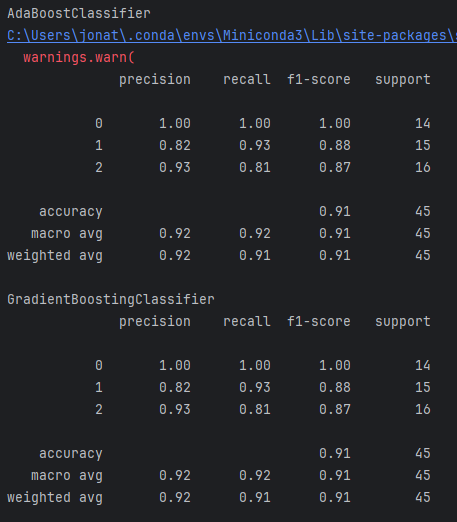 AdaBoostClassifier
C:\Users\jonat\.conda\envs\Miniconda3\Lib\site-packages\s
warnings.warn(
precision recall f1-score support
0 1.00 1.00 1.00 14
1 0.82 0.93 0.88 15
2 0.93 0.81 0.87 16
accuracy 0.91 45
macro avg 0.92 0.92 0.91 45
weighted avg 0.92 0.91 0.91 45
GradientBoostingClassifier
precision recall f1-score support
0 1.00 1.00 1.00 14
1 0.82 0.93 0.88 15
2 0.93 0.81 0.87 16
accuracy 0.91 45
macro avg 0.92 0.92 0.91 45
weighted avg 0.92 0.91 0.91 45